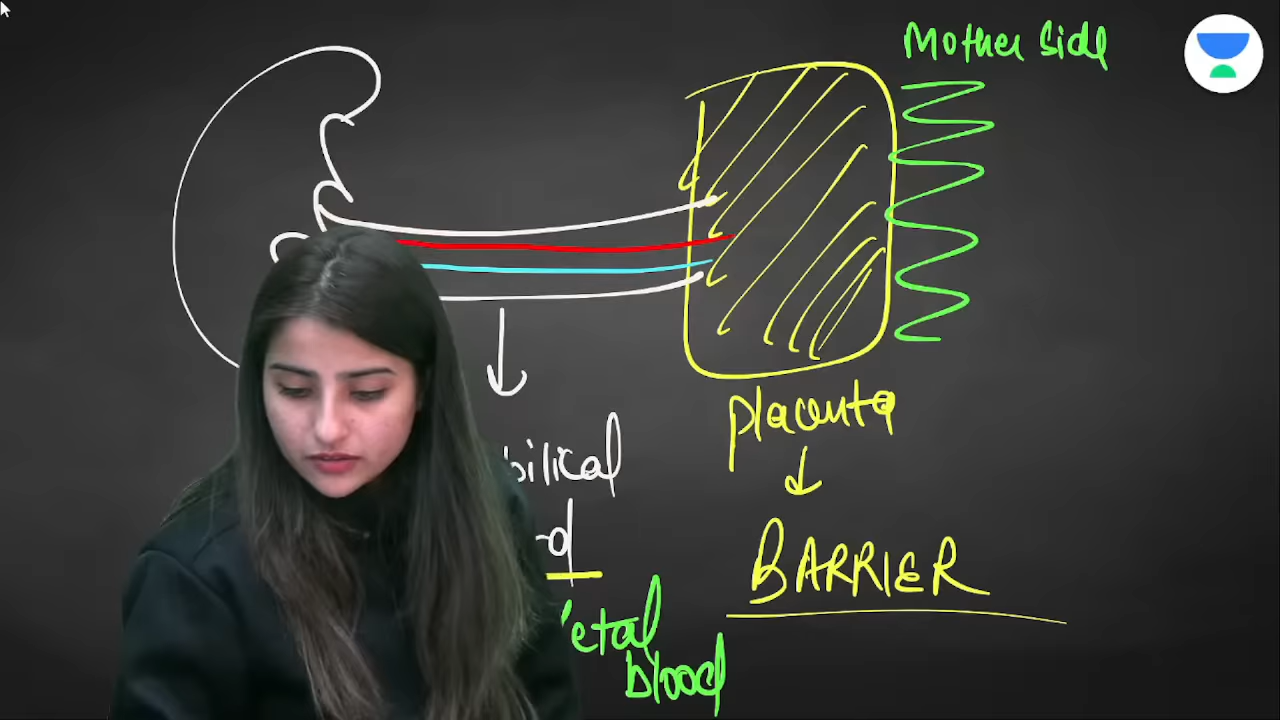 Mother Side
placenta
bilical
d
BARRIER
etal
blood